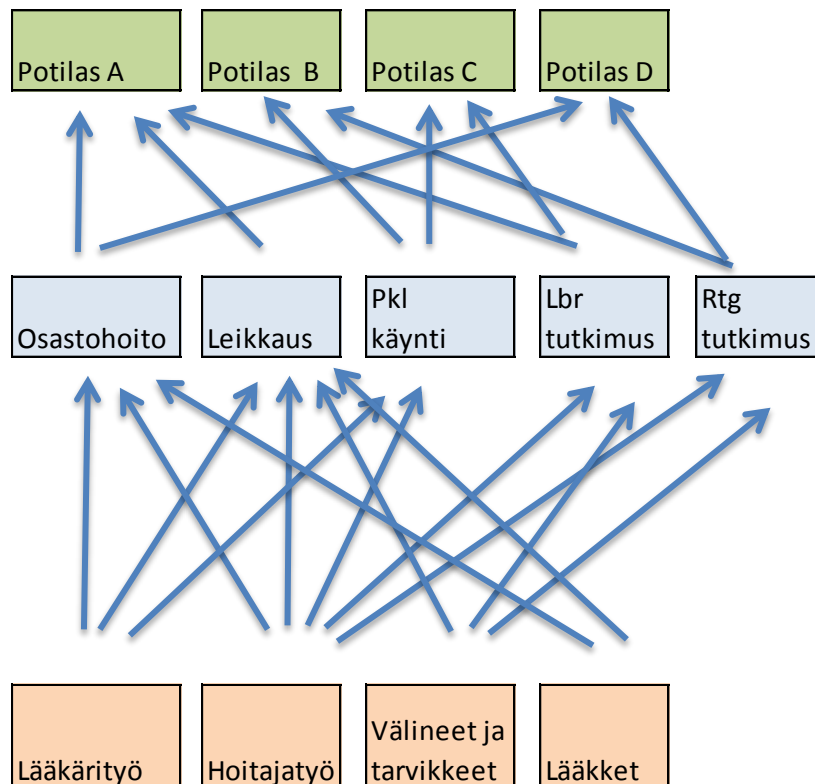 Potilas A
Potilas B
Potilas C
Potilas D
Osastohoito
Leikkaus
Pkl
käynti
Lbr
tutkimus
Rtg
tutkimus
Lääkärityö
Hoitajatyö
Välineet ja
tarvikkeet
Lääkket